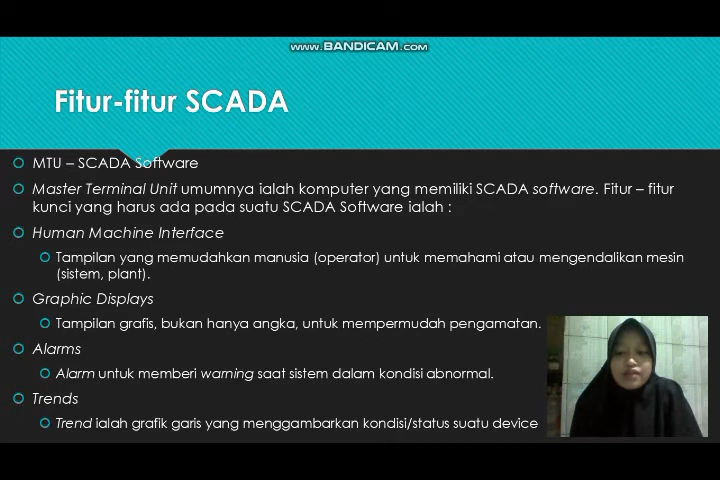 www.BANDICAM.com
Fitur-fitur SCADA
MTU – SCADA Software
Master Terminal Unit umumnya ialah komputer yang memiliki SCADA software. Fitur – fitur
kunci yang harus ada pada suatu SCADA Software ialah :
Human Machine Interface
Tampilan yang memudahkan manusia (operator) untuk memahami atau mengendalikan mesin
(sistem, plant).
Graphic Displays
Tampilan grafis, bukan hanya angka, untuk mempermudah pengamatan.
Alarms
Alarm untuk memberi warning saat sistem dalam kondisi abnormal.
Trends
Trend ialah grafik garis yang menggambarkan kondisi/status suatu device